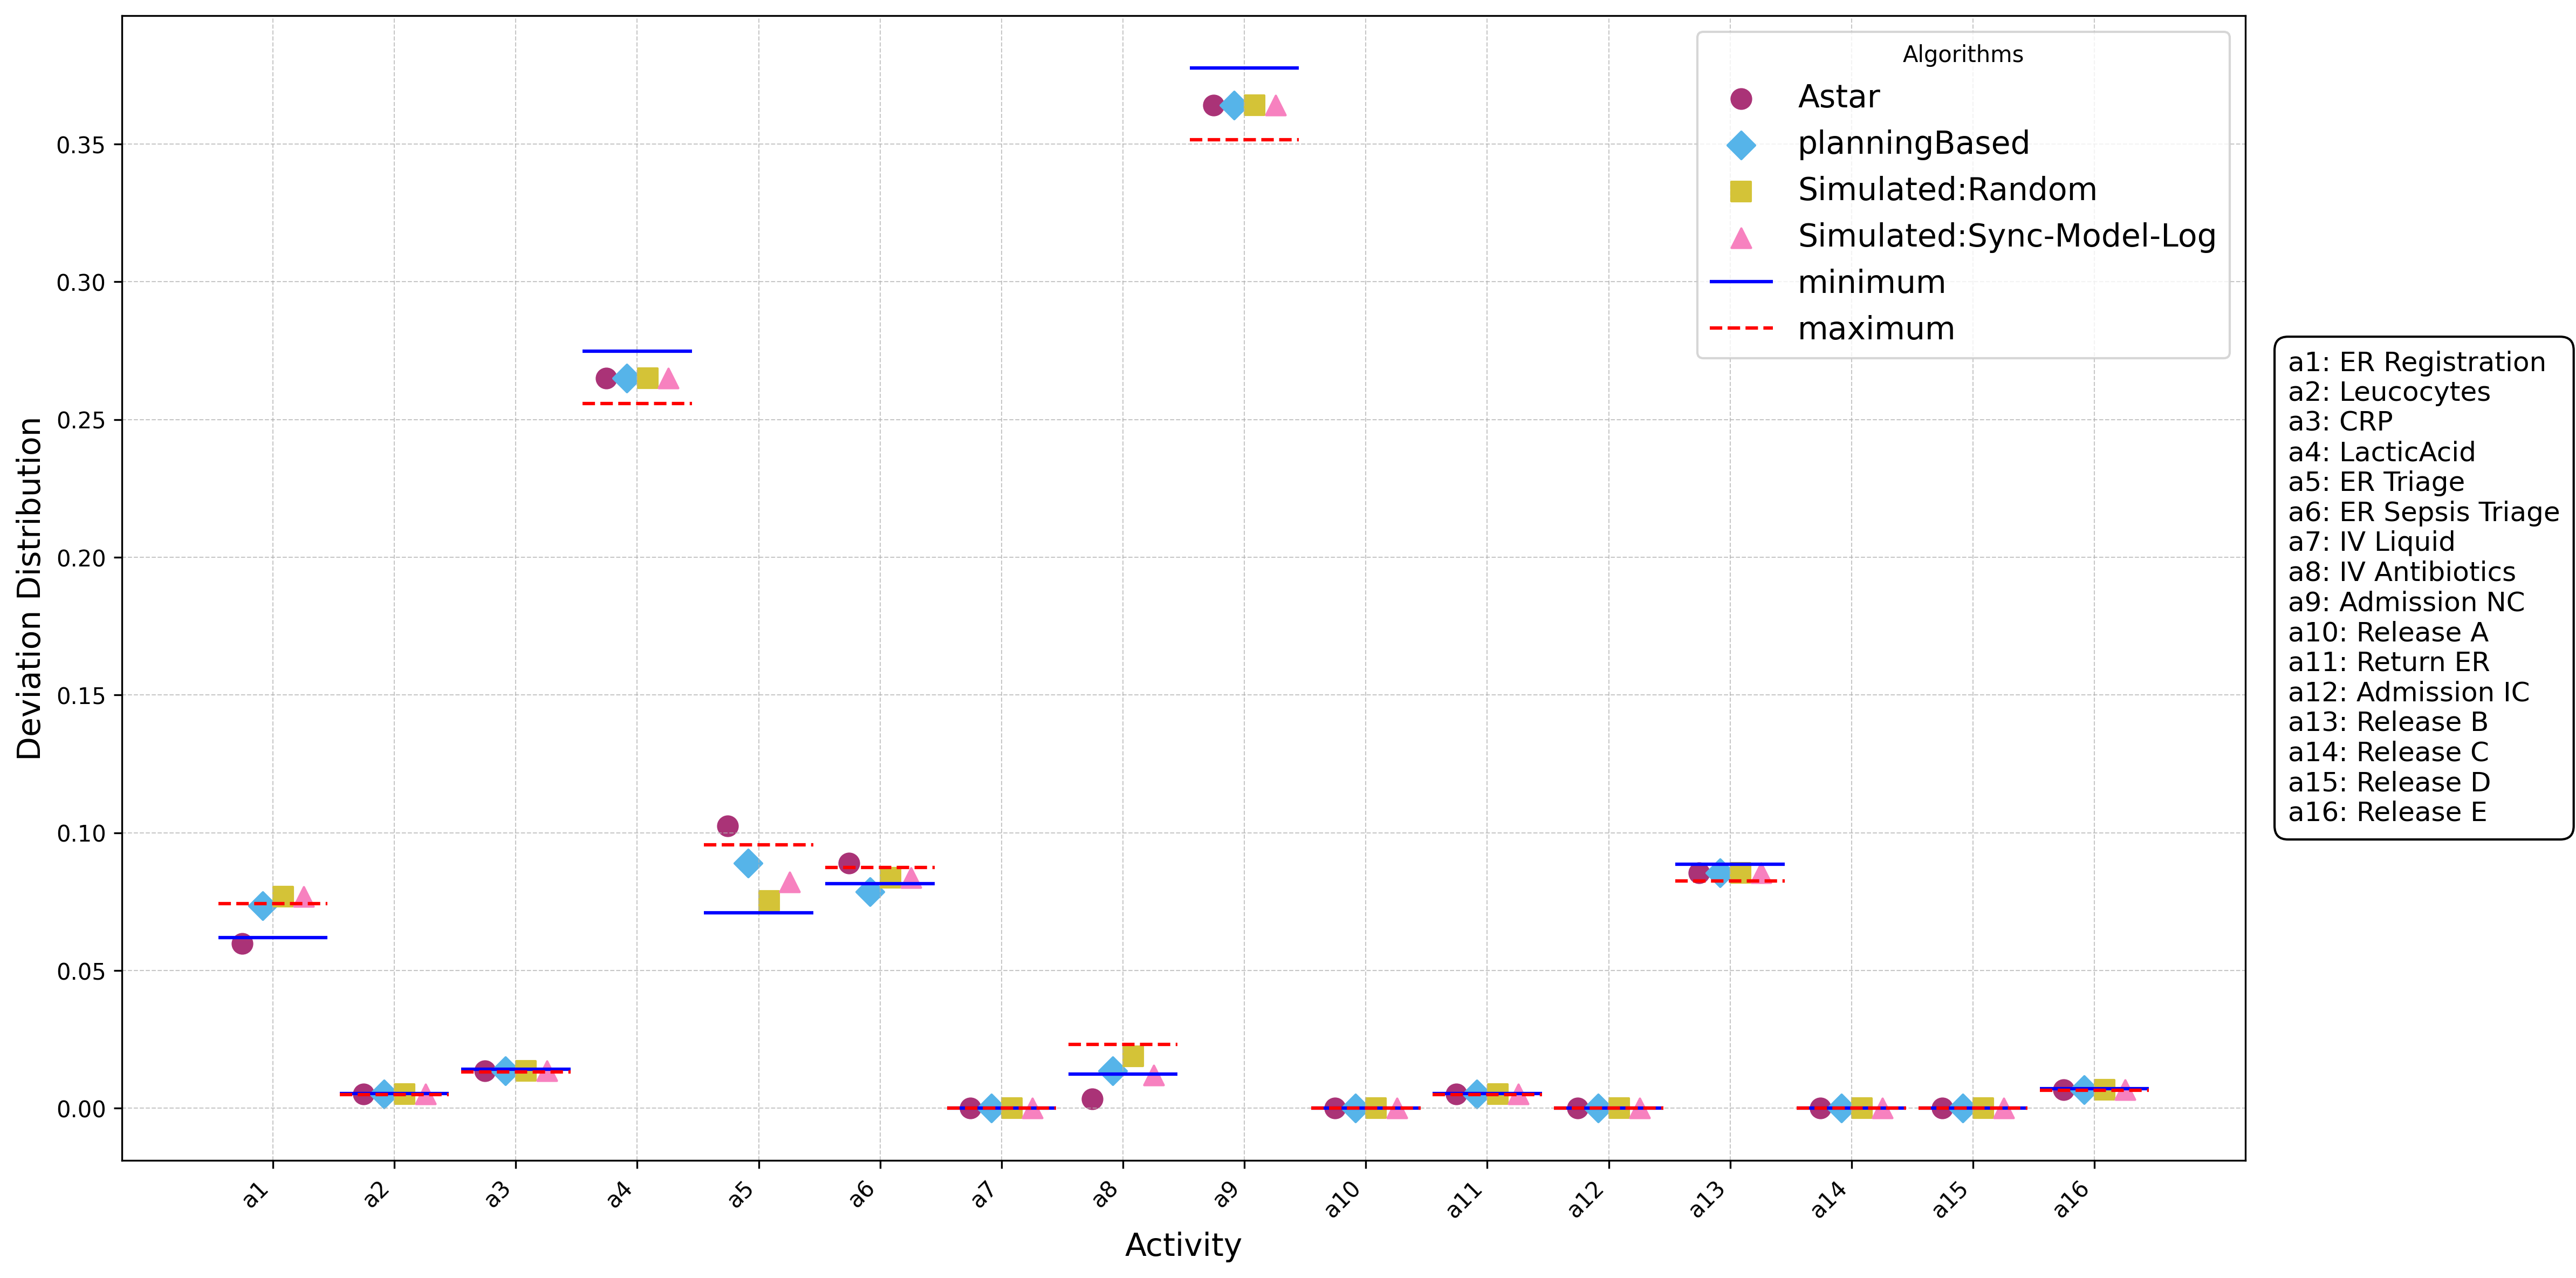 Algorithms
Astar
planningBased
Simulated:Random
Simulated:Sync-Model-Log
minimum
maximum
Deviation Distribution
0.35
0.30
0.25
0.20
0.15
0.10
0.05
0.00
a1
a2
a3
a4
a5
a6
a7
a8
a9
a10
a11
a12
a13
a14
a15
a16
Activity
a1: ER Registration
a2: Leucocytes
a3: CRP
a4: LacticAcid
a5: ER Triage
a6: ER Sepsis Triage
a7: IV Liquid
a8: IV Antibiotics
a9: Admission NC
a10: Release A
a11: Return ER
a12: Admission IC
a13: Release B
a14: Release C
a15: Release D
a16: Release E